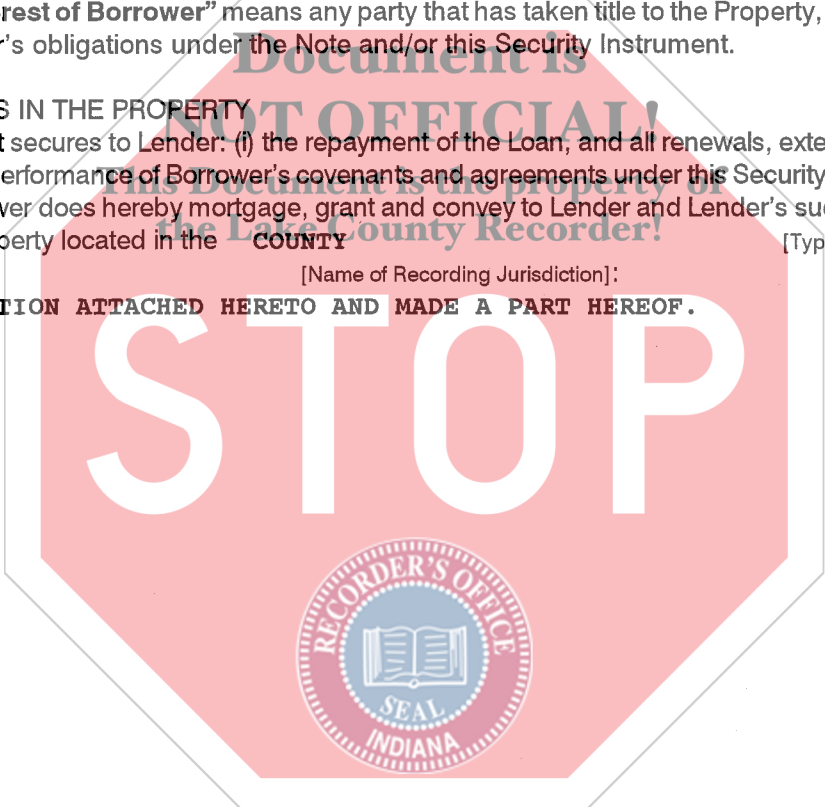 rest of Borrower” means any party that has taken title to the Property,
r’s obligations under the Note and/or this Security Instrument.
Document is
S IN THE PROPERTY
NOT OFFICIAL!
t secures to Lender: (i) the repayment of the Loan, and all renewals, exte
erformance of Borrower’s covenants and agreements under this Security
This Document is the property of
wer does hereby mortgage, grant and convey to Lender and Lender’s su
the Lake County Recorder!
perty located in the COUNTY [Typ
[Name of Recording Jurisdiction]:
TION ATTACHED HERETO AND MADE A PART HEREOF.
STOP
RECORDER'S OFFICE
SEAL
INDIANA